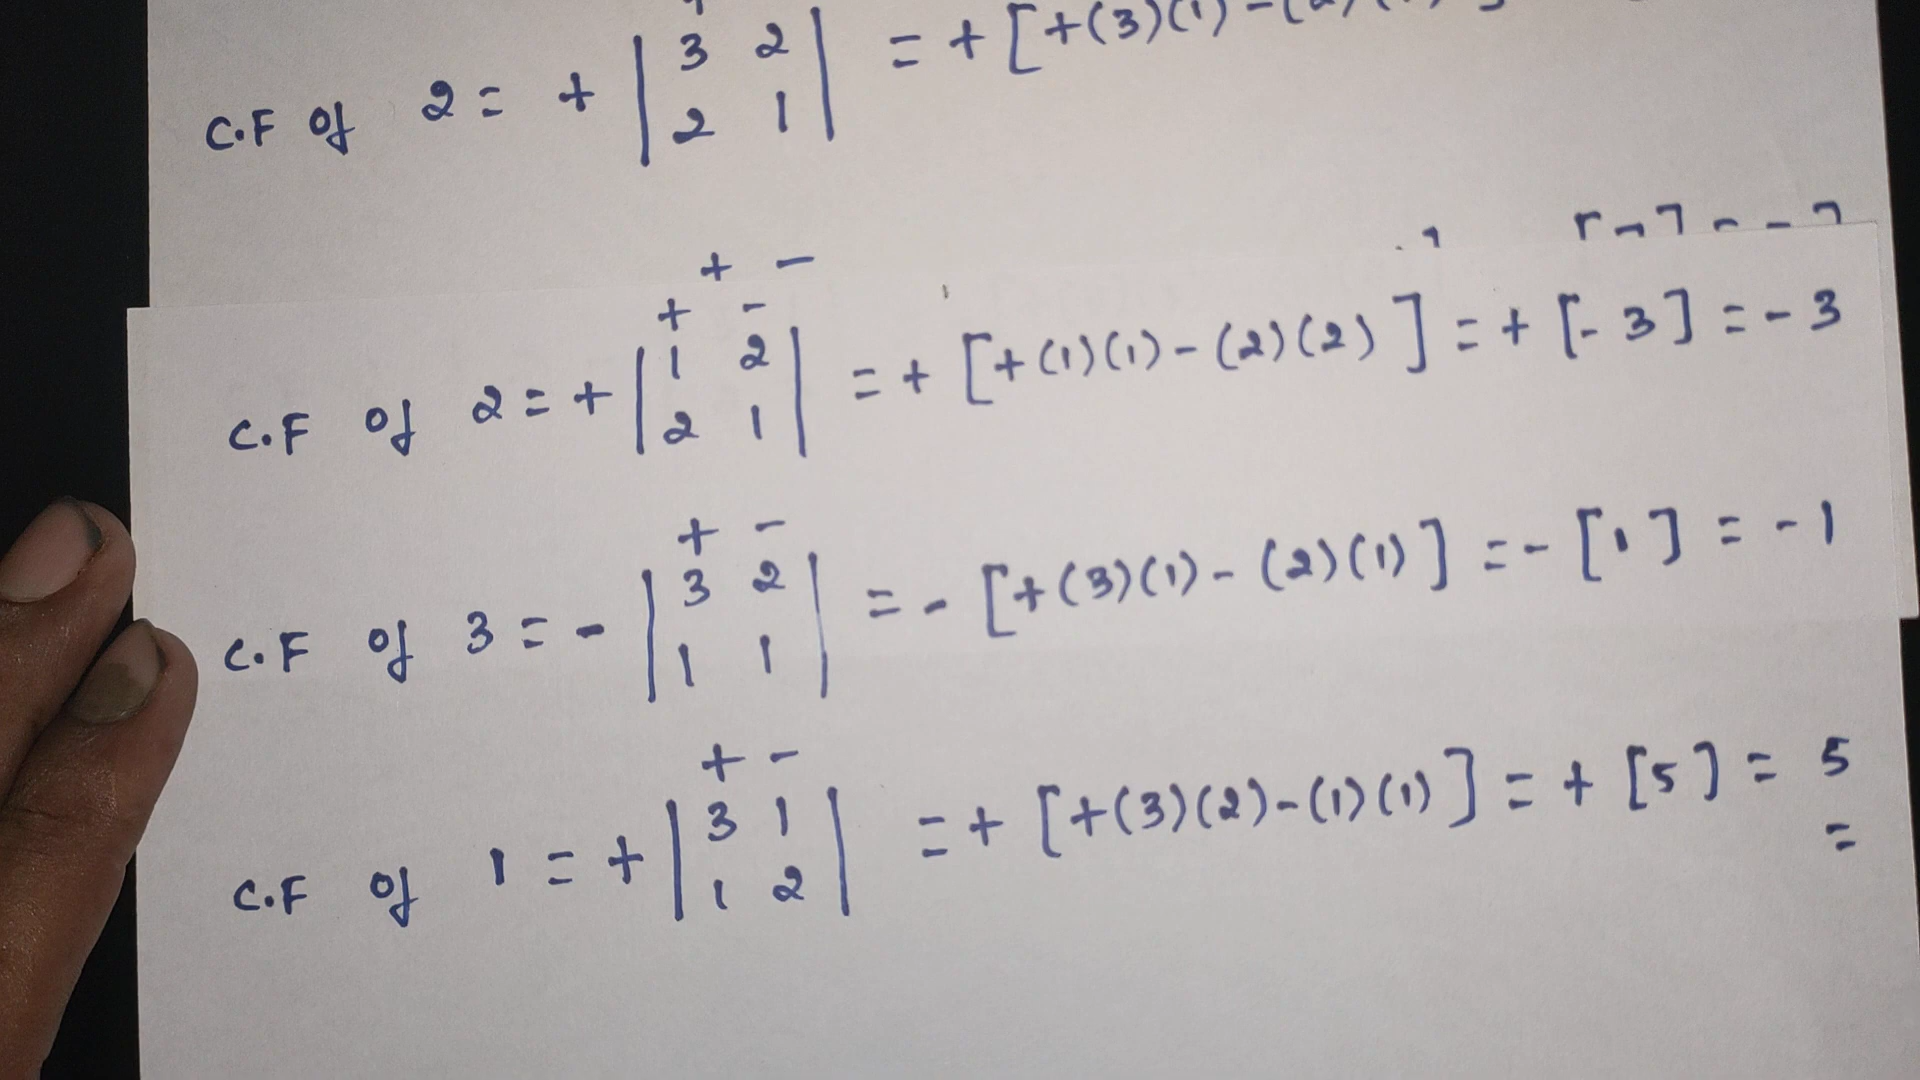 3 2 = + [+(3)(1)-(2)
C.F of 2 = +
2 1
+ -
+ -
1 2
C.F of 2 = + = + [+(1)(1)-(2)(2)] = + [-3] = -3
2 1
+ -
3 2
C.F of 3 = - = - [+(3)(1)-(2)(1)] = - [1] = -1
1 1
+ -
3 1
C.F of 1 = + = + [+(3)(2)-(1)(1)] = + [5] = 5
1 2 =